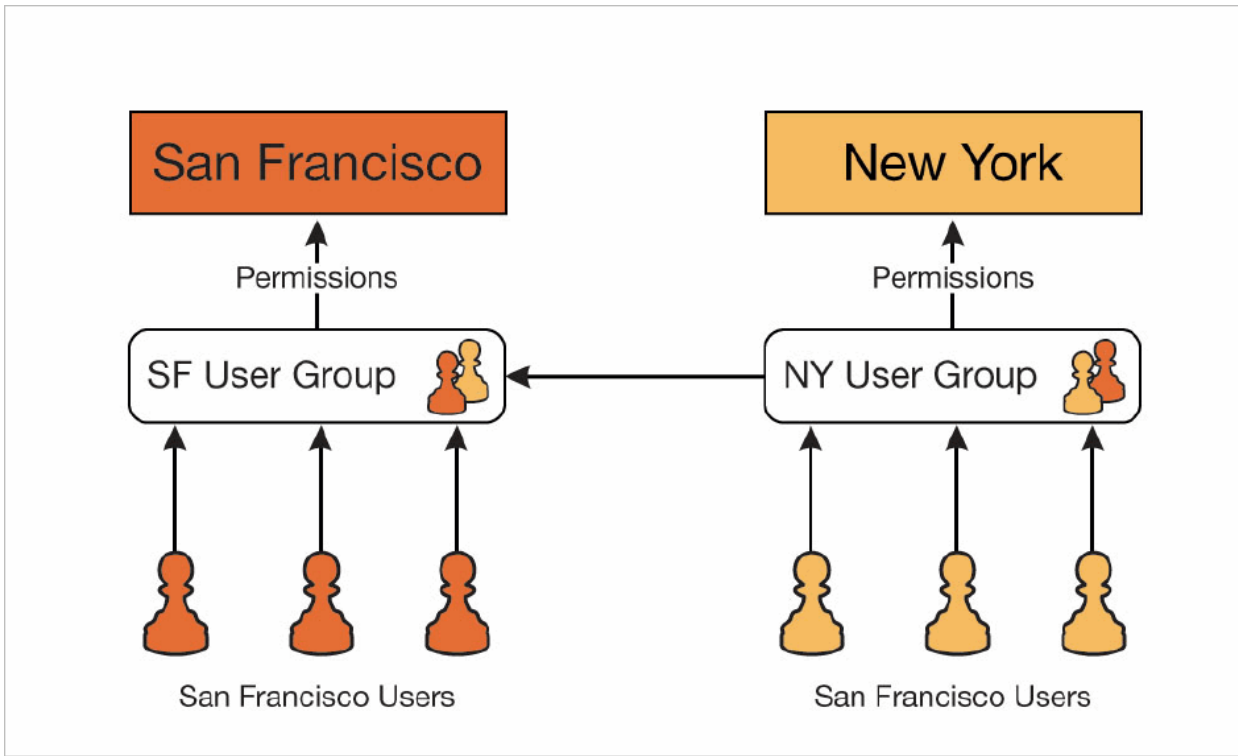 San Francisco
New York
Permissions
Permissions
SF User Group
NY User Group
San Francisco Users
San Francisco Users